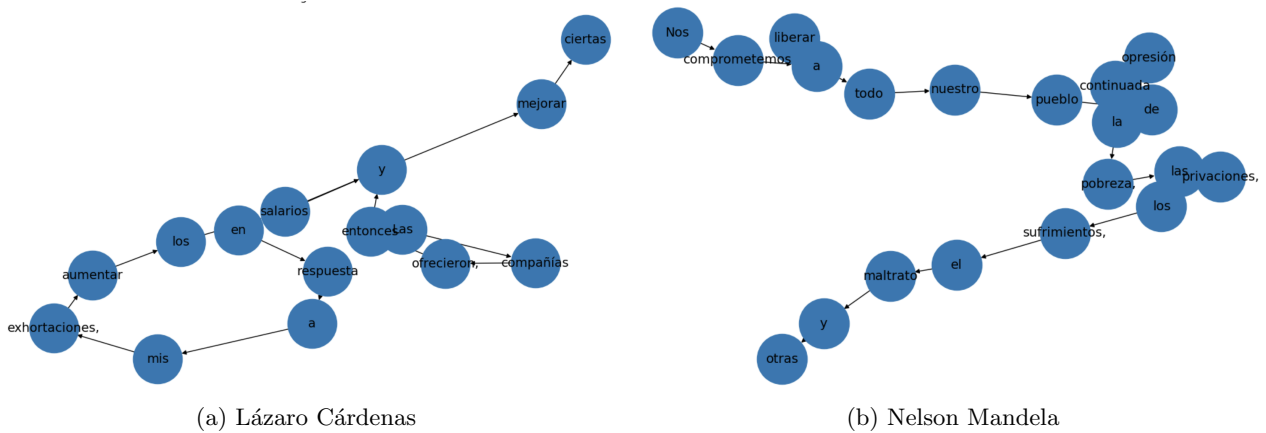 ciertas
mejorar
y
salarios
en
los
entonces
Las
ofrecieron,
compañías
aumentar
respuesta
exhortaciones,
a
mis
(a) Lázaro Cárdenas
Nos
comprometemos
liberar
a
todo
nuestro
pueblo
opresión
continuada
de
la
pobreza,
las
privaciones,
los
sufrimientos,
el
maltrato
y
otras
(b) Nelson Mandela